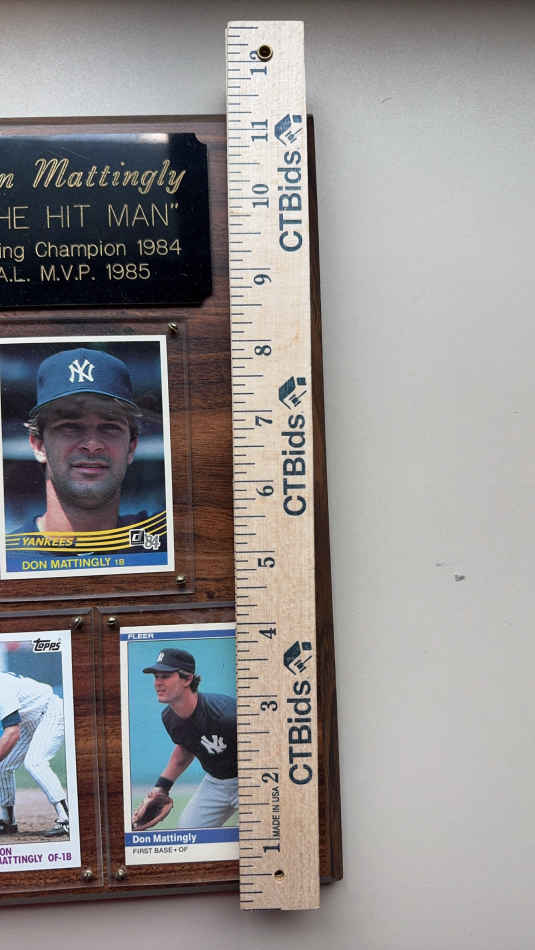 n Mattingly
HE HIT MAN"
ing Champion 1984
A.L. M.V.P. 1985
NY
YANKEES
84
DON MATTINGLY 1B
topps
ON
MATTINGLY OF-1B
FLEER
NY
Don Mattingly
FIRST BASE • OF
12
11
10
9
8
7
6
5
4
3
2
1
MADE IN USA
CTBids
CTBids
CTBids